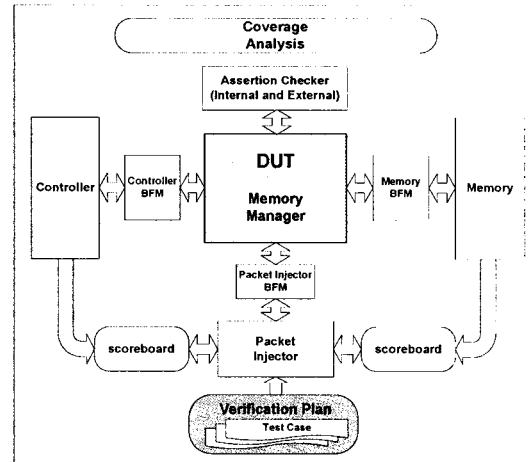 Coverage
Analysis
Assertion Checker
(Internal and External)
Controller
Controller
BFM
DUT
Memory
Manager
Memory
BFM
Memory
Packet Injector
BFM
scoreboard
Packet
Injector
scoreboard
Verification Plan
Test Case